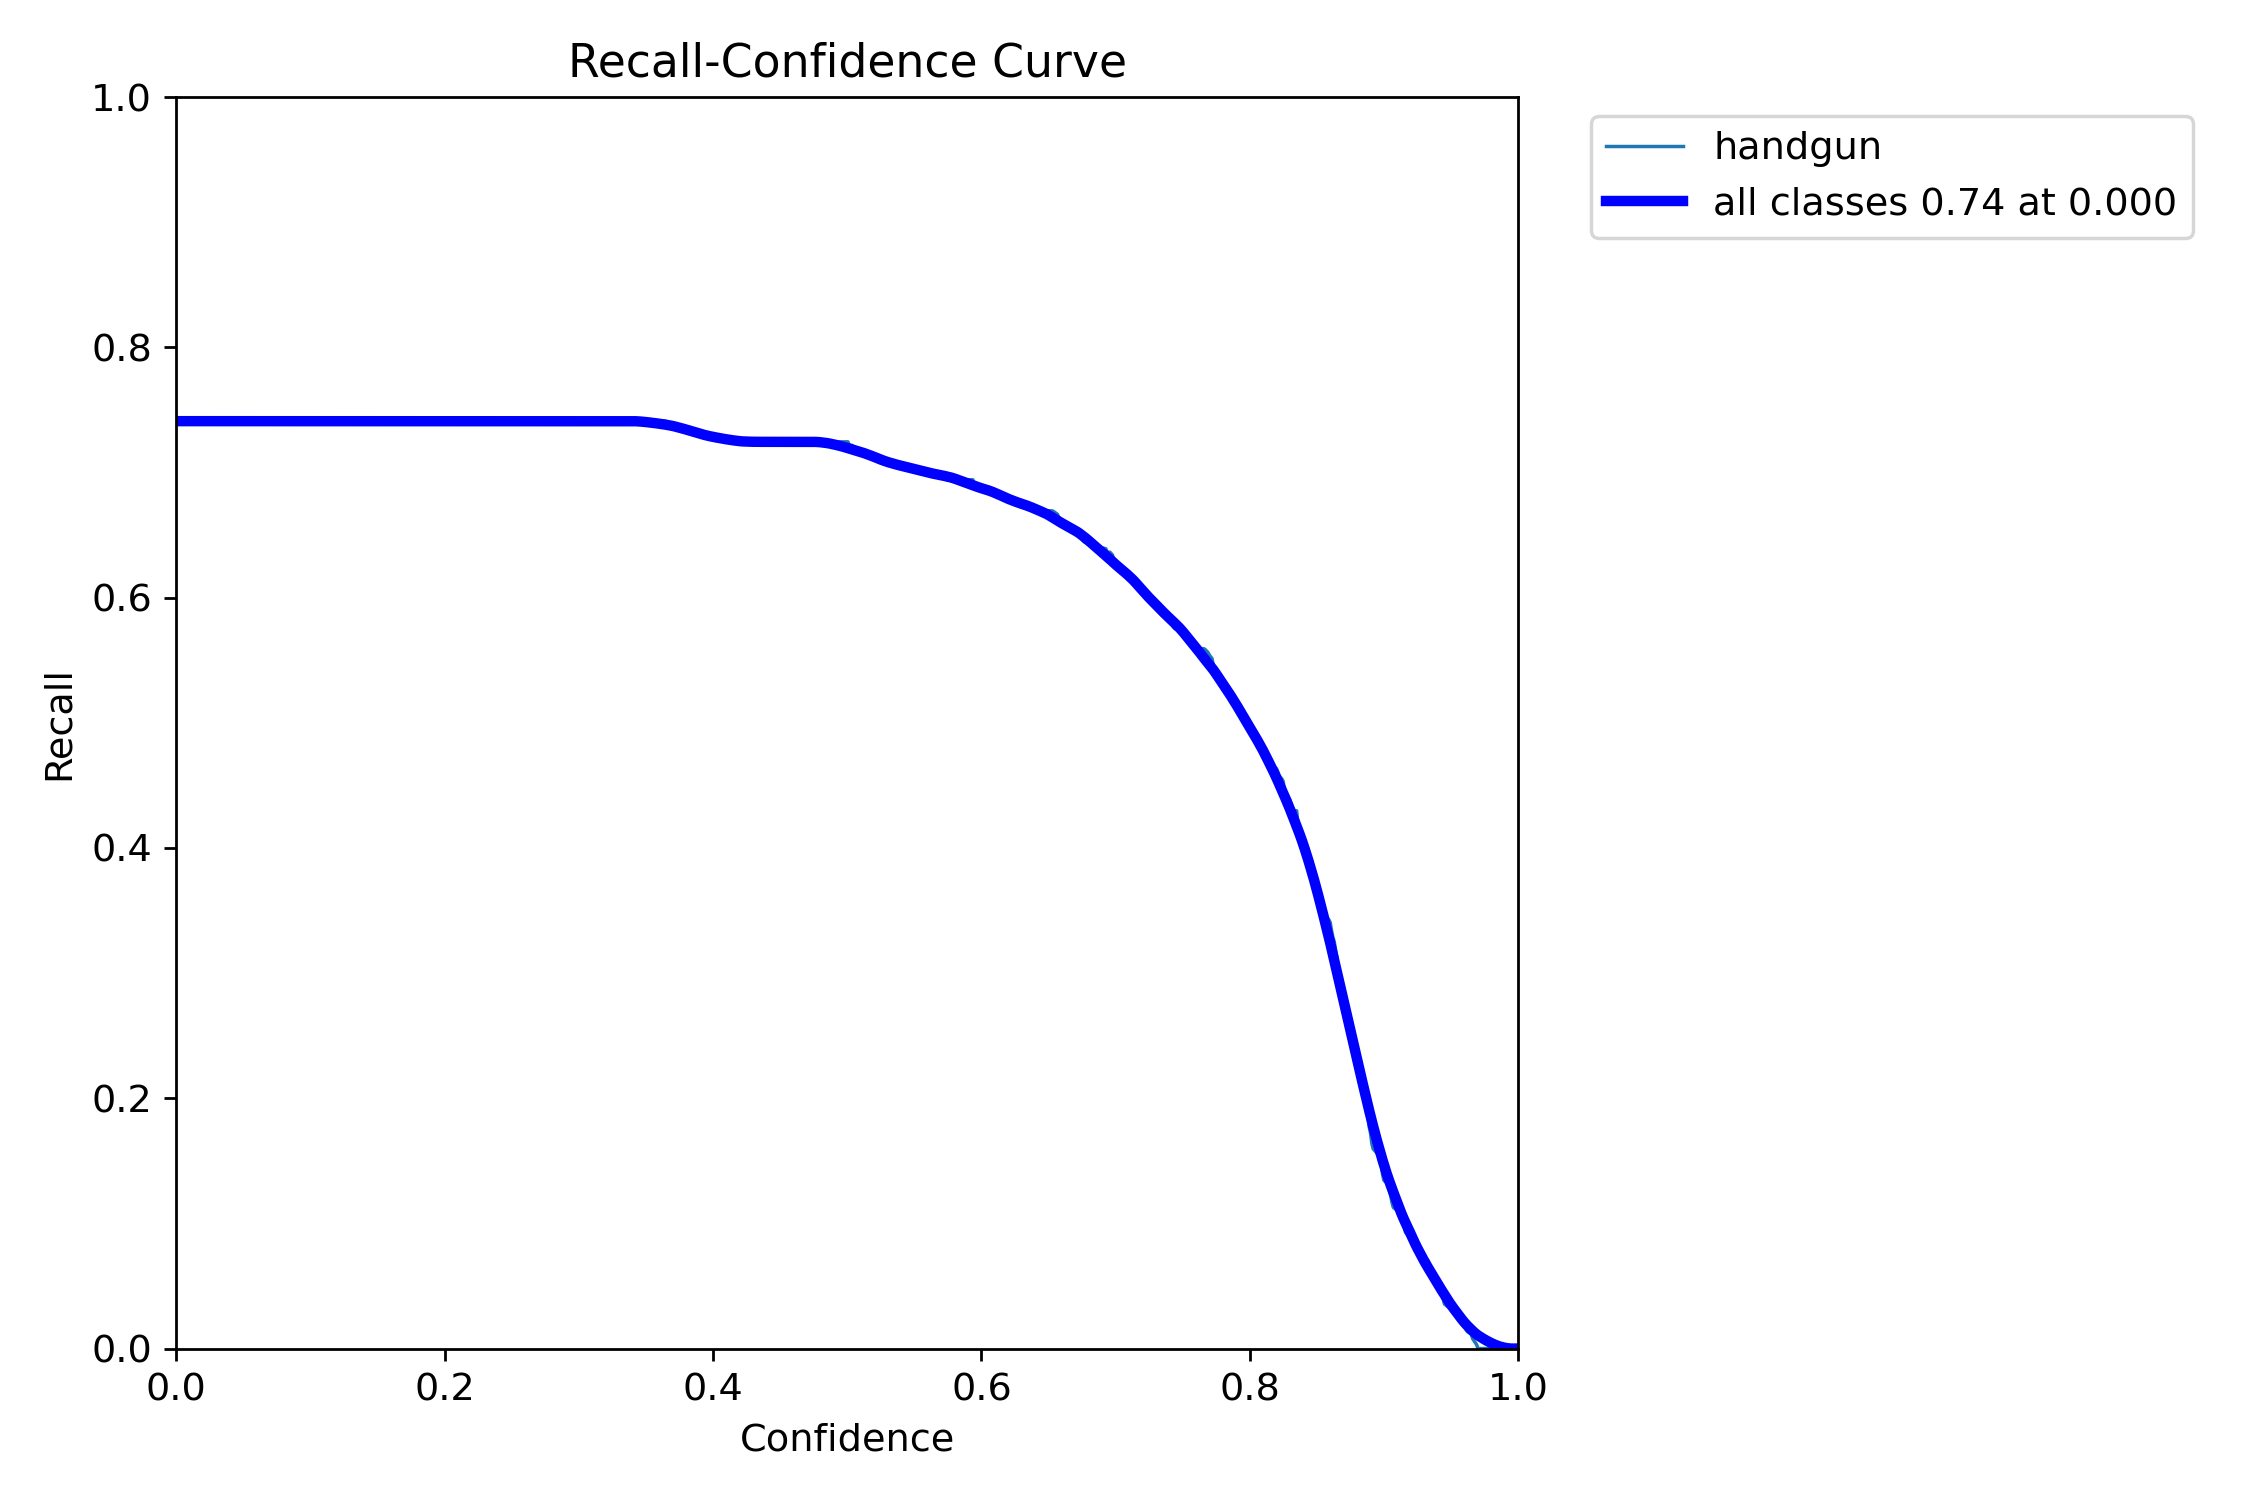 Recall-Confidence Curve
1.0
0.8
0.6
0.4
0.2
0.0
Recall
0.0 0.2 0.4 0.6 0.8 1.0
Confidence
handgun
all classes 0.74 at 0.000